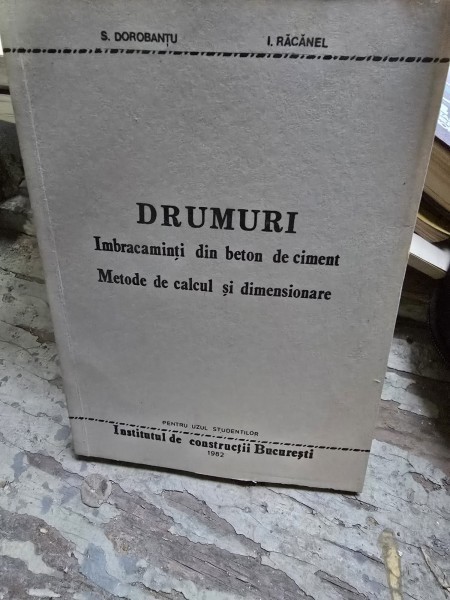 S. DOROBANȚU I. RĂCĂNEL
DRUMURI
Imbracaminți din beton de ciment
Metode de calcul și dimensionare
PENTRU UZUL STUDENTILOR
Institutul de construcții București
1982